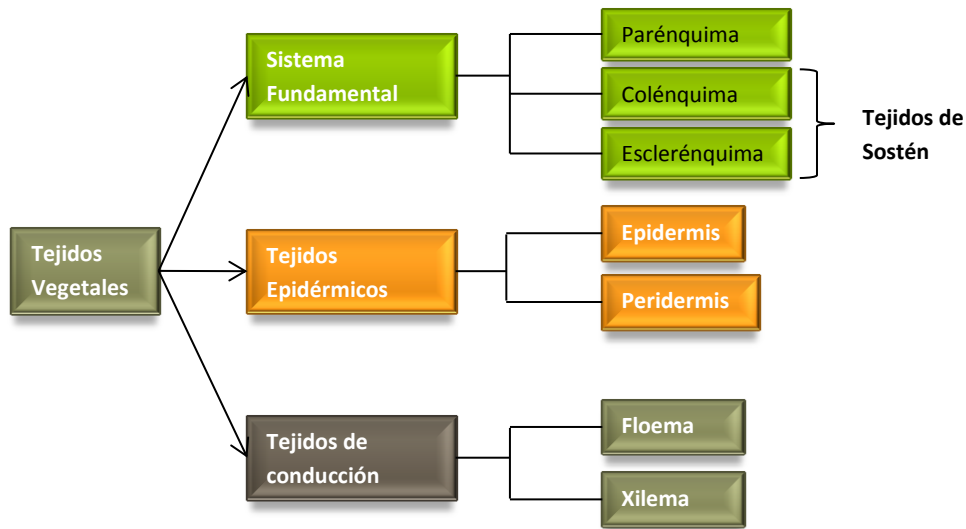 Tejidos
Vegetales
Sistema
Fundamental
Parénquima
Colénquima
Esclerénquima
Tejidos de
Sostén
Tejidos
Epidérmicos
Epidermis
Peridermis
Tejidos de
conducción
Floema
Xilema